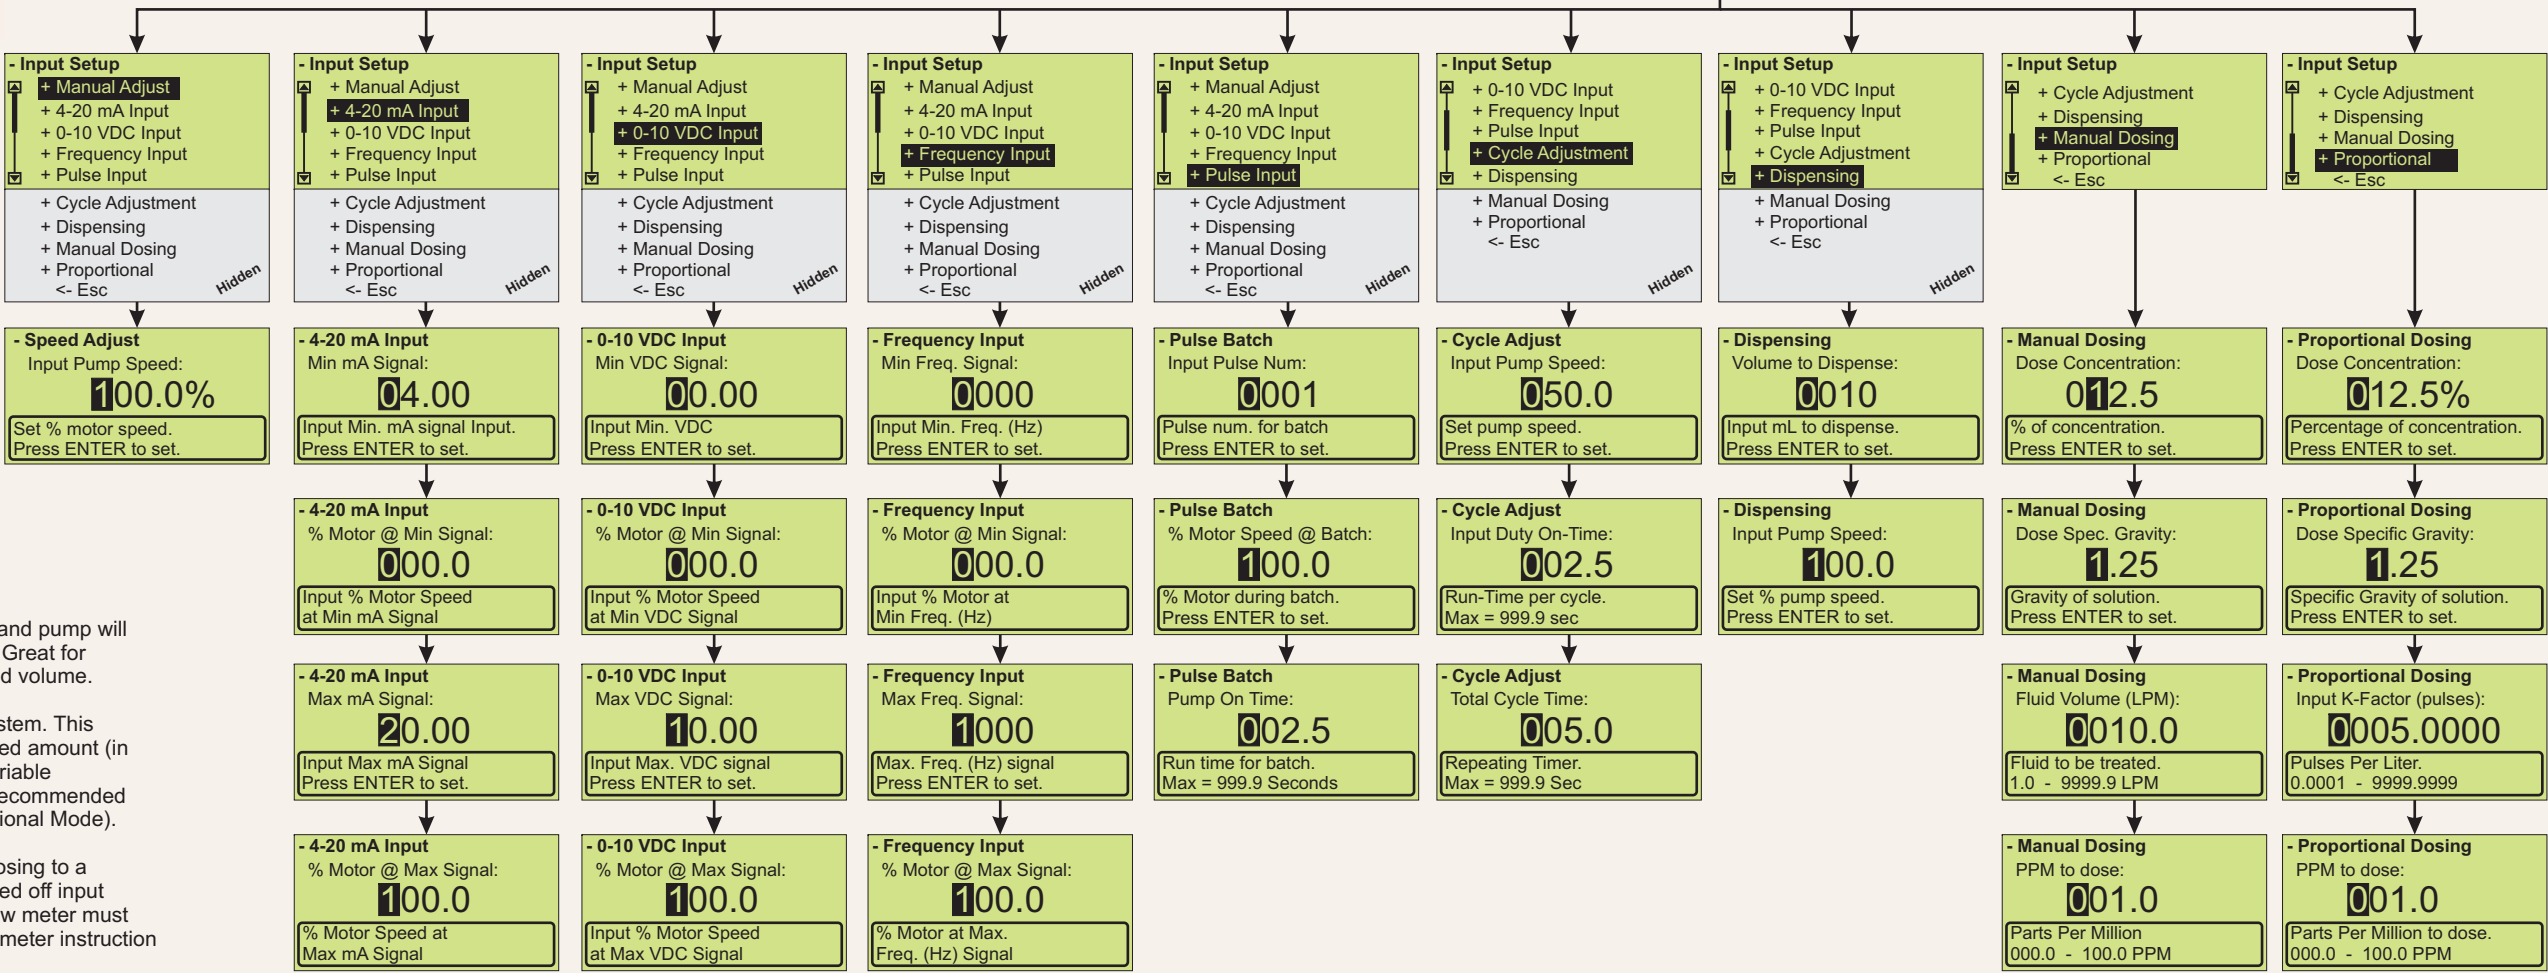 - Input Setup
+ Manual Adjust
+ 4-20 mA Input
+ 0-10 VDC Input
+ Frequency Input
+ Pulse Input
+ Cycle Adjustment
+ Dispensing
+ Manual Dosing
+ Proportional
<- Esc
Hidden
- Speed Adjust
Input Pump Speed:
100.0%
Set % motor speed.
Press ENTER to set.
and pump will
Great for
d volume.
stem. This
ed amount (in
riable
ecommended
ional Mode).
osing to a
ed off input
w meter must
meter instruction
- Input Setup
+ Manual Adjust
+ 4-20 mA Input
+ 0-10 VDC Input
+ Frequency Input
+ Pulse Input
+ Cycle Adjustment
+ Dispensing
+ Manual Dosing
+ Proportional
<- Esc
Hidden
- 4-20 mA Input
Min mA Signal:
04.00
Input Min. mA signal Input.
Press ENTER to set.
- 4-20 mA Input
% Motor @ Min Signal:
000.0
Input % Motor Speed
at Min mA Signal
- 4-20 mA Input
Max mA Signal:
20.00
Input Max mA Signal
Press ENTER to set.
- 4-20 mA Input
% Motor @ Max Signal:
100.0
% Motor Speed at
Max mA Signal
- Input Setup
+ Manual Adjust
+ 4-20 mA Input
+ 0-10 VDC Input
+ Frequency Input
+ Pulse Input
+ Cycle Adjustment
+ Dispensing
+ Manual Dosing
+ Proportional
<- Esc
Hidden
- 0-10 VDC Input
Min VDC Signal:
00.00
Input Min. VDC
Press ENTER to set.
- 0-10 VDC Input
% Motor @ Min Signal:
000.0
Input % Motor Speed
at Min VDC Signal
- 0-10 VDC Input
Max VDC Signal:
10.00
Input Max. VDC signal
Press ENTER to set.
- 0-10 VDC Input
% Motor @ Max Signal:
100.0
Input % Motor Speed
at Max VDC Signal
- Input Setup
+ Manual Adjust
+ 4-20 mA Input
+ 0-10 VDC Input
+ Frequency Input
+ Pulse Input
+ Cycle Adjustment
+ Dispensing
+ Manual Dosing
+ Proportional
<- Esc
Hidden
- Frequency Input
Min Freq. Signal:
0000
Input Min. Freq. (Hz)
Press ENTER to set.
- Frequency Input
% Motor @ Min Signal:
000.0
Input % Motor at
Min Freq. (Hz)
- Frequency Input
Max Freq. Signal:
1000
Max. Freq. (Hz) signal
Press ENTER to set.
- Frequency Input
% Motor @ Max Signal:
100.0
% Motor at Max.
Freq. (Hz) Signal
- Input Setup
+ Manual Adjust
+ 4-20 mA Input
+ 0-10 VDC Input
+ Frequency Input
+ Pulse Input
+ Cycle Adjustment
+ Dispensing
+ Manual Dosing
+ Proportional
<- Esc
Hidden
- Pulse Batch
Input Pulse Num:
0001
Pulse num. for batch
Press ENTER to set.
- Pulse Batch
% Motor Speed @ Batch:
100.0
% Motor during batch.
Press ENTER to set.
- Pulse Batch
Pump On Time:
002.5
Run time for batch.
Max = 999.9 Seconds
- Input Setup
+ 0-10 VDC Input
+ Frequency Input
+ Pulse Input
+ Cycle Adjustment
+ Dispensing
+ Manual Dosing
+ Proportional
<- Esc
Hidden
- Cycle Adjust
Input Pump Speed:
050.0
Set pump speed.
Press ENTER to set.
- Cycle Adjust
Input Duty On-Time:
002.5
Run-Time per cycle.
Max = 999.9 sec
- Cycle Adjust
Total Cycle Time:
005.0
Repeating Timer.
Max = 999.9 Sec
- Input Setup
+ 0-10 VDC Input
+ Frequency Input
+ Pulse Input
+ Cycle Adjustment
+ Dispensing
+ Manual Dosing
+ Proportional
<- Esc
Hidden
- Dispensing
Volume to Dispense:
0010
Input mL to dispense.
Press ENTER to set.
- Dispensing
Input Pump Speed:
100.0
Set % pump speed.
Press ENTER to set.
- Input Setup
+ Cycle Adjustment
+ Dispensing
+ Manual Dosing
+ Proportional
<- Esc
- Manual Dosing
Dose Concentration:
012.5
% of concentration.
Press ENTER to set.
- Manual Dosing
Dose Spec. Gravity:
1.25
Gravity of solution.
Press ENTER to set.
- Manual Dosing
Fluid Volume (LPM):
0010.0
Fluid to be treated.
1.0 - 9999.9 LPM
- Manual Dosing
PPM to dose:
001.0
Parts Per Million
000.0 - 100.0 PPM
- Input Setup
+ Cycle Adjustment
+ Dispensing
+ Manual Dosing
+ Proportional
<- Esc
- Proportional Dosing
Dose Concentration:
012.5%
Percentage of concentration.
Press ENTER to set.
- Proportional Dosing
Dose Specific Gravity:
1.25
Specific Gravity of solution.
Press ENTER to set.
- Proportional Dosing
Input K-Factor (pulses):
0005.0000
Pulses Per Liter.
0.0001 - 9999.9999
- Proportional Dosing
PPM to dose:
001.0
Parts Per Million to dose.
000.0 - 100.0 PPM